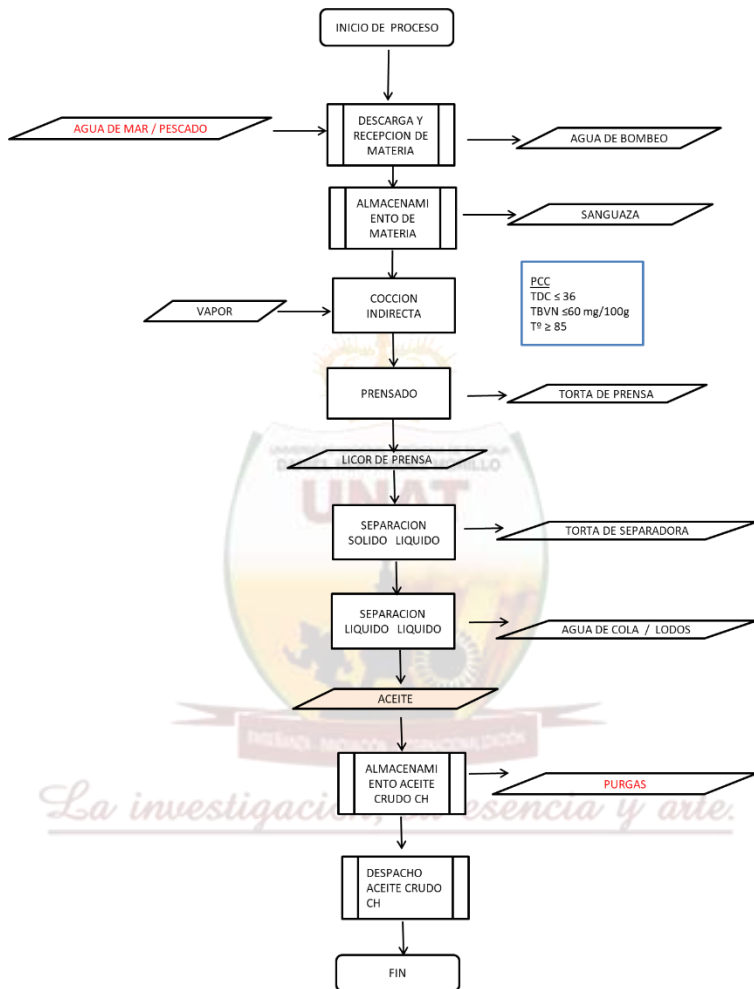 INICIO DE PROCESO
AGUA DE MAR / PESCADO
DESCARGA Y
RECEPCION DE
MATERIA
AGUA DE BOMBEO
ALMACENAMI
ENTO DE
MATERIA
SANGUAZA
PCC
TDC ≤ 36
TBVN ≤60 mg/100g
Tº ≥ 85
COCCION
INDIRECTA
VAPOR
PRENSADO
TORTA DE PRENSA
LICOR DE PRENSA
UNAT
SEPARACION
SOLIDO LIQUIDO
TORTA DE SEPARADORA
SEPARACION
LIQUIDO LIQUIDO
AGUA DE COLA / LODOS
ACEITE
ALMACENAMI
ENTO ACEITE
CRUDO CH
PURGAS
La investigación, esencia y arte.
DESPACHO
ACEITE CRUDO
CH
FIN